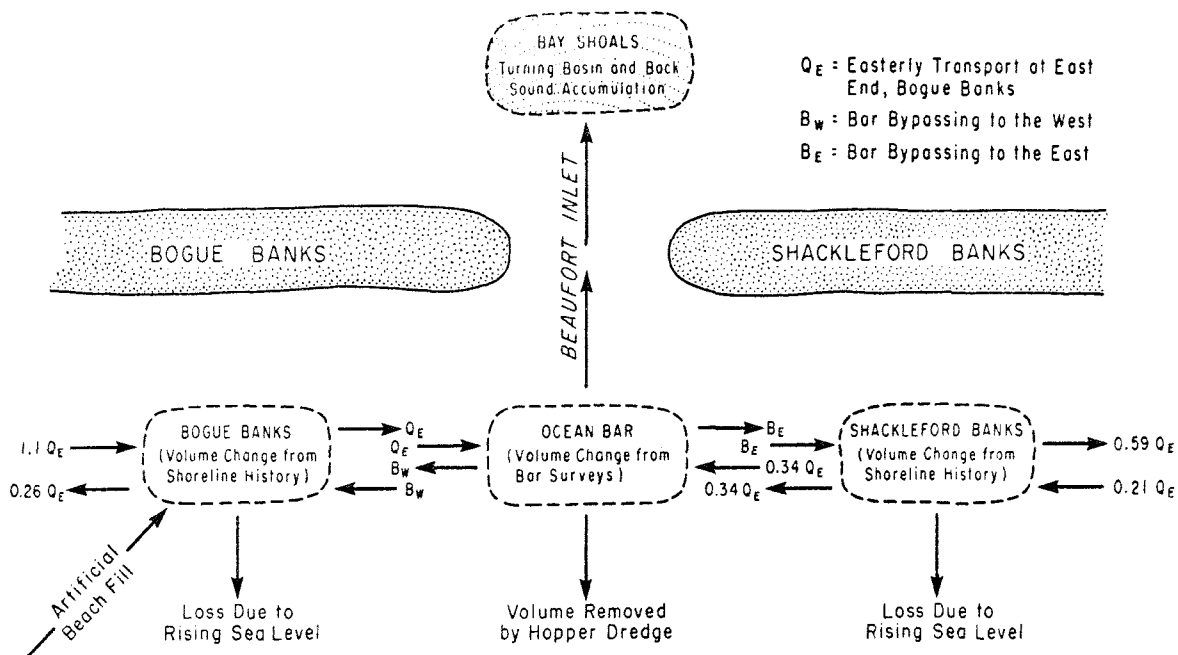 BAY SHOALS
Turning Basin and Back
Sound Accumulation
Q_E = Easterly Transport at East
End, Bogue Banks
B_W = Bar Bypassing to the West
B_E = Bar Bypassing to the East
BEAUFORT INLET
BOGUE BANKS
SHACKLEFORD BANKS
1.1 Q_E
0.26 Q_E
BOGUE BANKS
(Volume Change from
Shoreline History)
Q_E
Q_E
B_W
B_W
OCEAN BAR
(Volume Change from
Bar Surveys)
B_E
B_E
0.34 Q_E
0.34 Q_E
SHACKLEFORD BANKS
(Volume Change from
Shoreline History)
0.59 Q_E
0.21 Q_E
Artificial
Beach Fill
Loss Due to
Rising Sea Level
Volume Removed
by Hopper Dredge
Loss Due to
Rising Sea Level